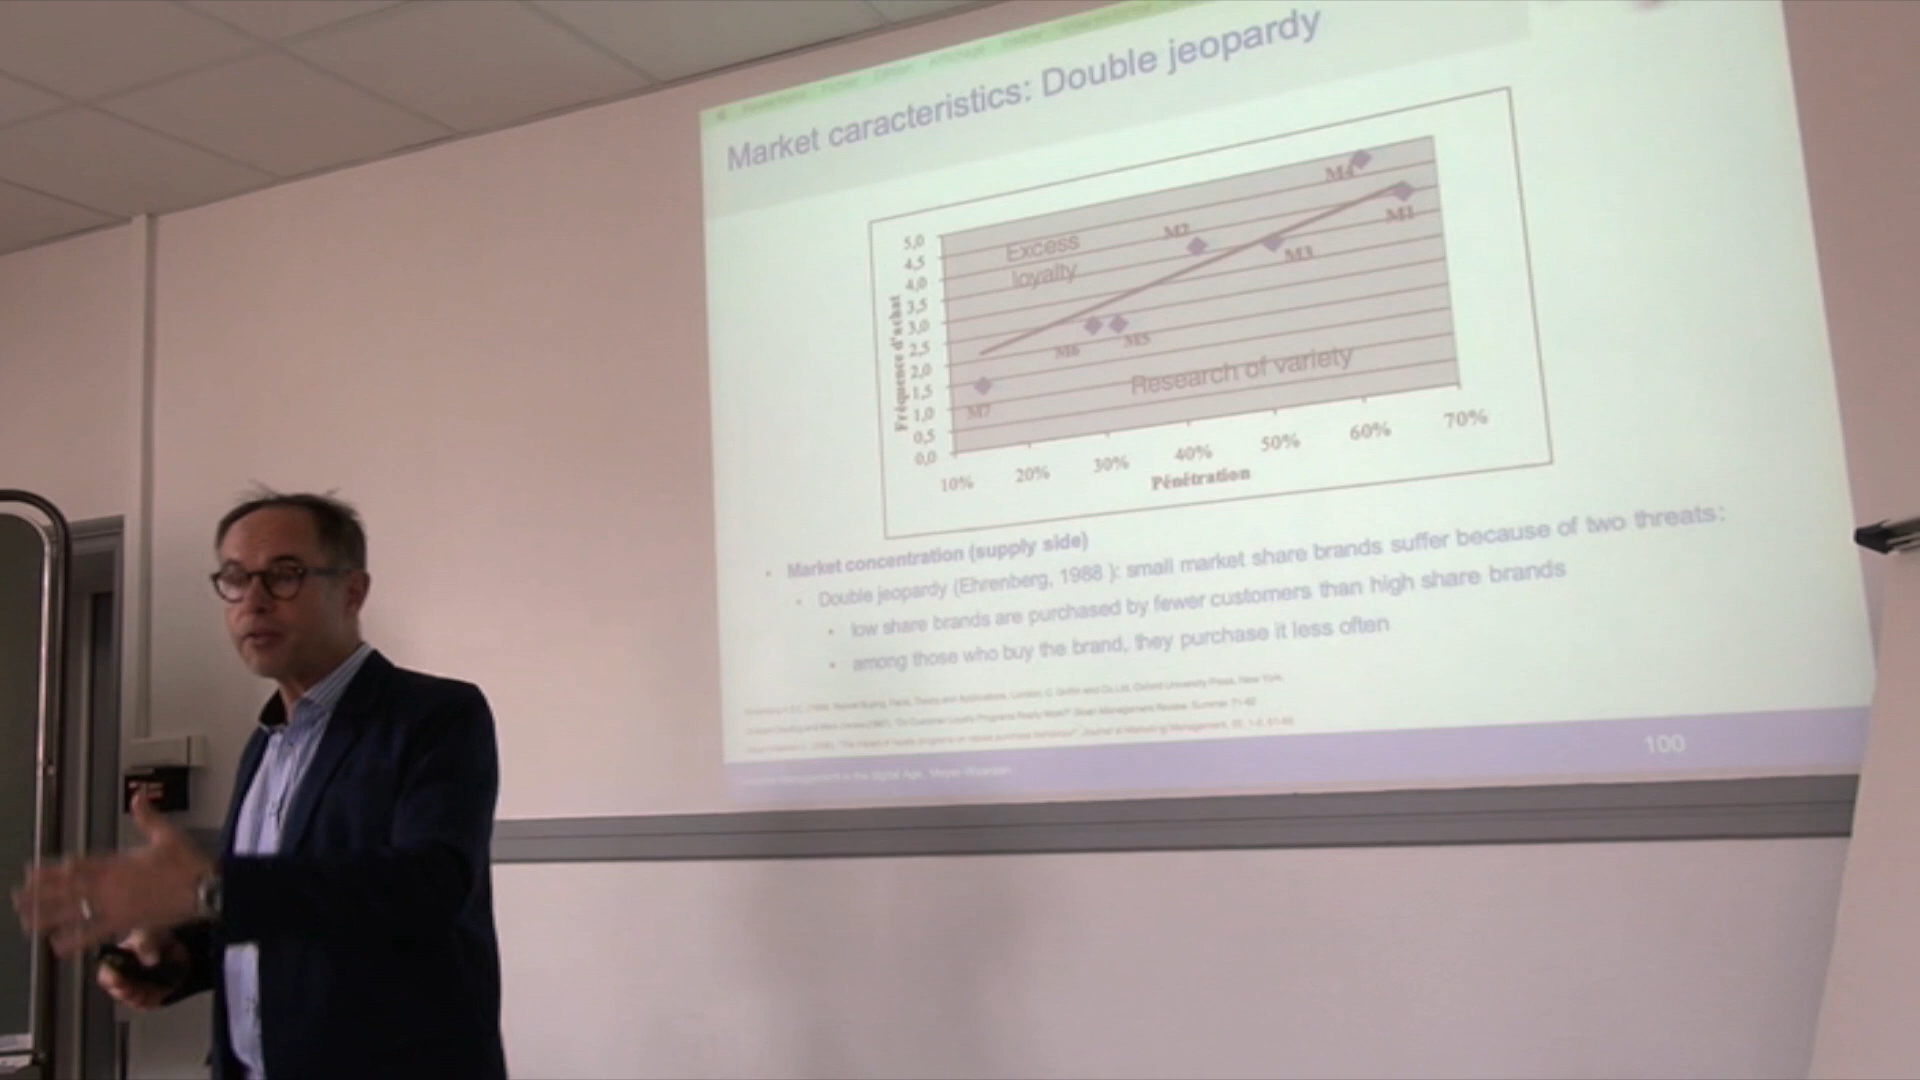 Market caracteristics: Double jeopardy
5,0
4,5
4,0
3,5
3,0
2,5
2,0
1,5
1,0
0,5
0,0
Fréquence d'achat
Excess
loyalty
M4
M1
M2
M3
M6
M5
M7
Research of variety
10%
20%
30%
40%
50%
60%
70%
Pénétration
• Market concentration (supply side)
• Double jeopardy (Ehrenberg, 1988 ): small market share brands suffer because of two threats:
• low share brands are purchased by fewer customers than high share brands
• among those who buy the brand, they purchase it less often
100